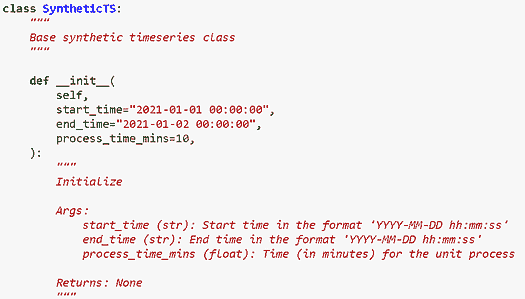 class SyntheticTS:
"""
Base synthetic timeseries class
"""
def __init__(
self,
start_time="2021-01-01 00:00:00",
end_time="2021-01-02 00:00:00",
process_time_mins=10,
):
"""
Initialize
Args:
start_time (str): Start time in the format 'YYYY-MM-DD hh:mm:ss'
end_time (str): End time in the format 'YYYY-MM-DD hh:mm:ss'
process_time_mins (float): Time (in minutes) for the unit process
Returns: None
"""